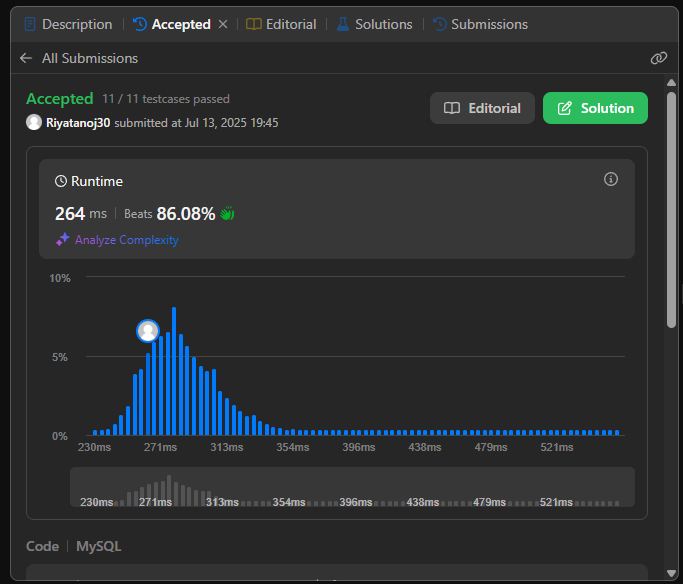 Description Accepted Editorial Solutions Submissions
All Submissions
Accepted 11 / 11 testcases passed
Riyatanoj30 submitted at Jul 13, 2025 19:45
Editorial Solution
Runtime
264 ms Beats 86.08%
Analyze Complexity
10%
5%
0%
230ms 271ms 313ms 354ms 396ms 438ms 479ms 521ms
230ms 271ms 313ms 354ms 396ms 438ms 479ms 521ms
Code MySQL